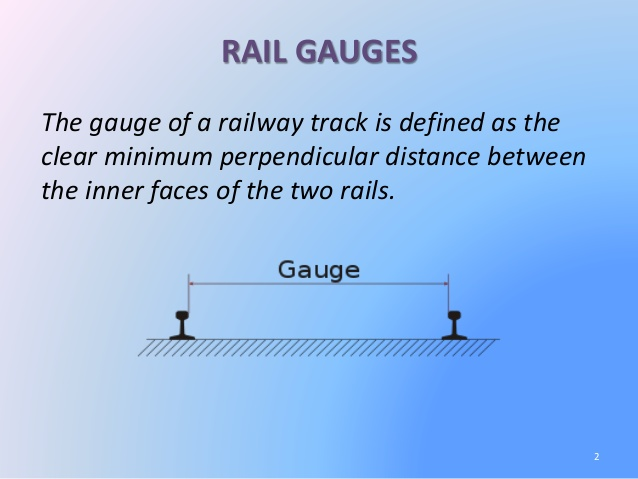 RAIL GAUGES
The gauge of a railway track is defined as the
clear minimum perpendicular distance between
the inner faces of the two rails.
Gauge
2